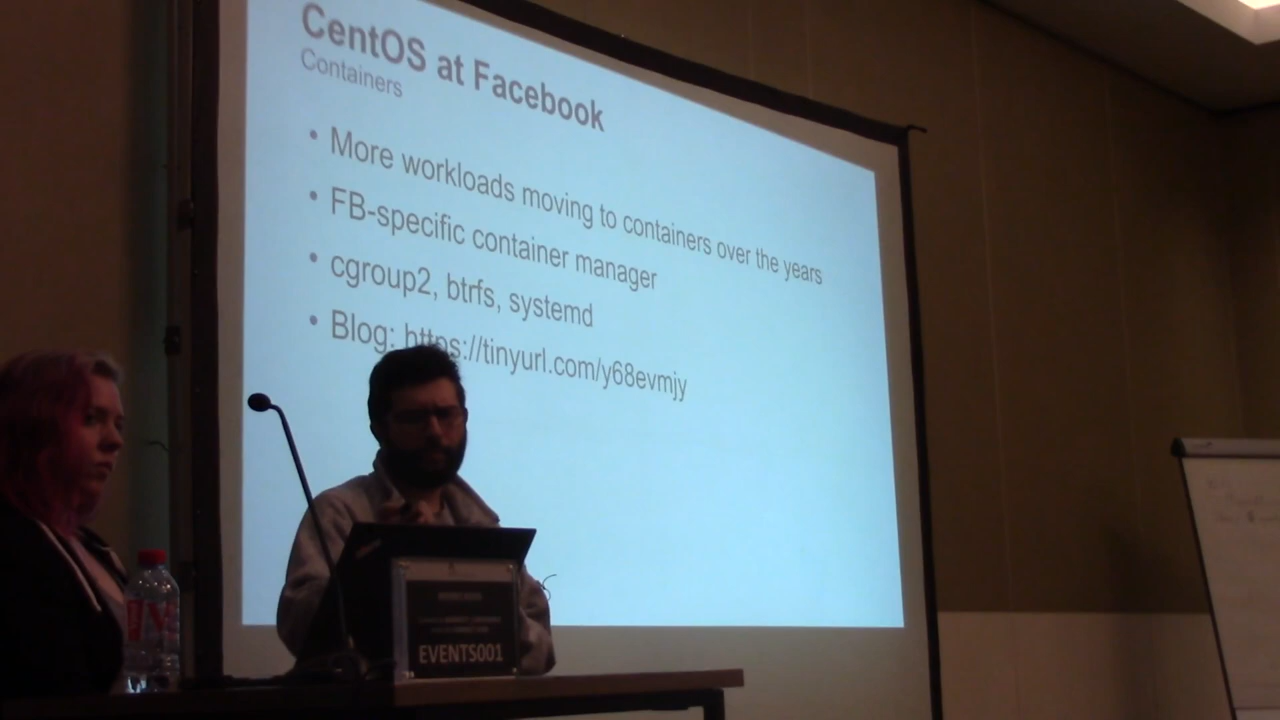 CentOS at Facebook
Containers
• More workloads moving to containers over the years
• FB-specific container manager
• cgroup2, btrfs, systemd
• Blog: https://tinyurl.com/y68evmjy
EVENTS001